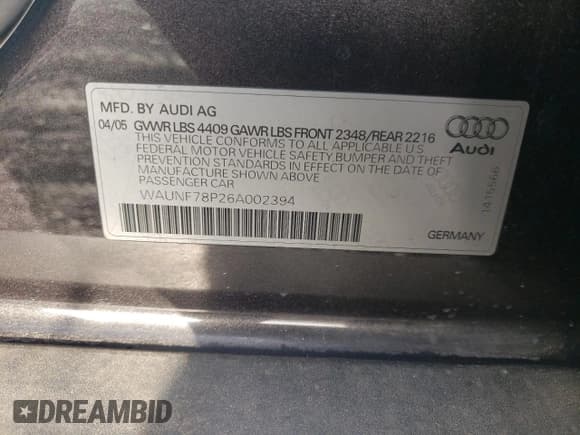 MFD. BY AUDI AG
04/05 GVWR LBS 4409 GAWR LBS FRONT 2348/REAR 2216
THIS VEHICLE CONFORMS TO ALL APPLICABLE U.S
FEDERAL MOTOR VEHICLE SAFETY, BUMPER AND THEFT
PREVENTION STANDARDS IN EFFECT ON THE DATE OF
MANUFACTURE SHOWN ABOVE
PASSENGER CAR
WAUNF78P26A002394
Audi
GERMANY
DREAMBID